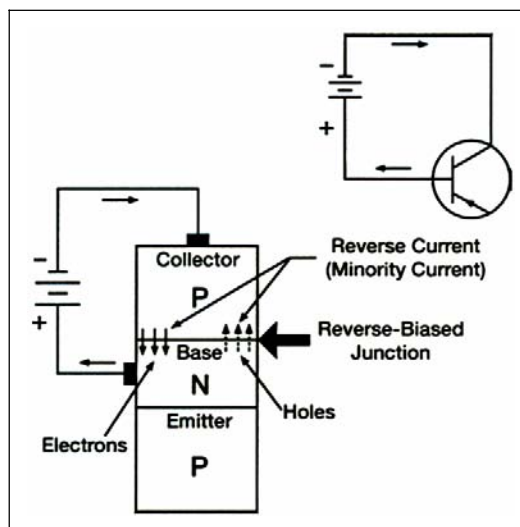 -
+
-
+
Collector
P
Reverse Current
(Minority Current)
Base
Reverse-Biased
Junction
N
Electrons
Holes
Emitter
P